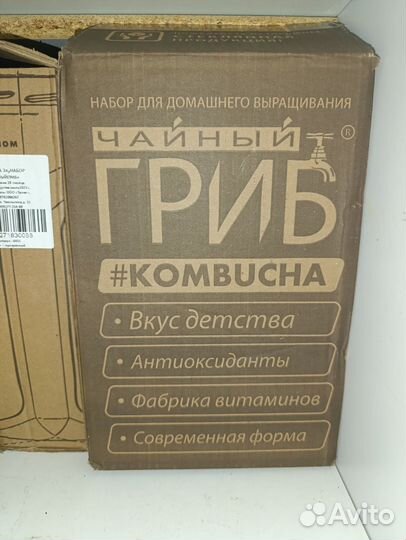 НАБОР ДЛЯ ДОМАШНЕГО ВЫРАЩИВАНИЯ
ЧАЙНЫЙ
ГРИБ®
#KOMBUCHA
• Вкус детства
• Антиоксиданты
• Фабрика витаминов
• Современная форма
Avito